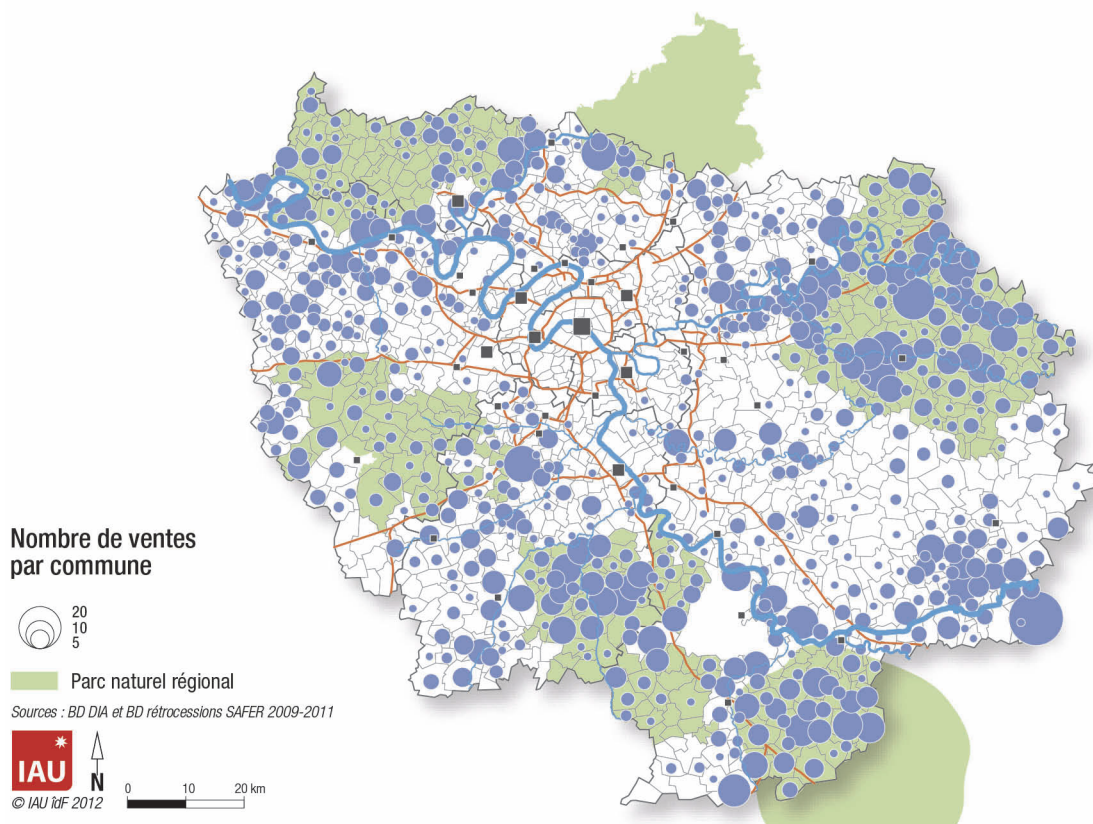 Nombre de ventes
par commune
20
10
5
Parc naturel régional
Sources : BD DIA et BD rétrocessions SAFER 2009-2011
IAU
N
© IAU îdF 2012
0 10 20 km